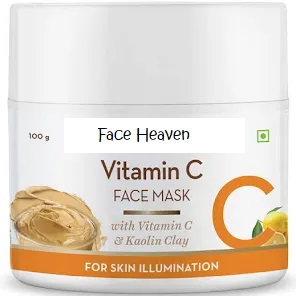 100 g
Face Heaven
Vitamin C
FACE MASK
with Vitamin C
& Kaolin Clay
C
FOR SKIN ILLUMINATION